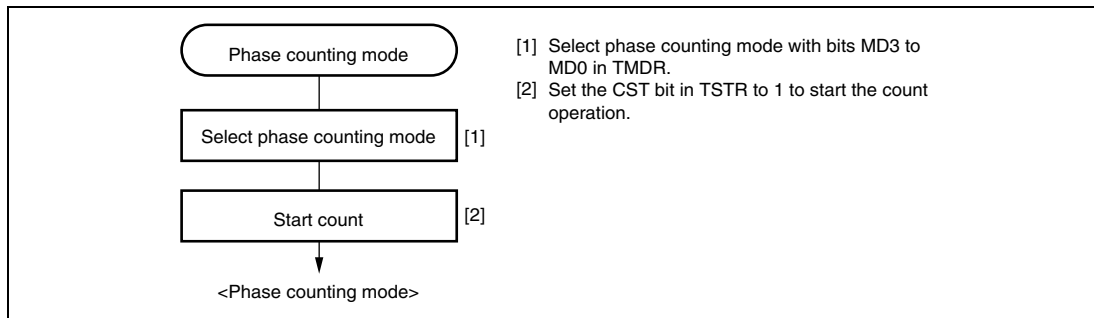 Phase counting mode
Select phase counting mode [1]
Start count [2]
<Phase counting mode>
[1] Select phase counting mode with bits MD3 to
MD0 in TMDR.
[2] Set the CST bit in TSTR to 1 to start the count
operation.